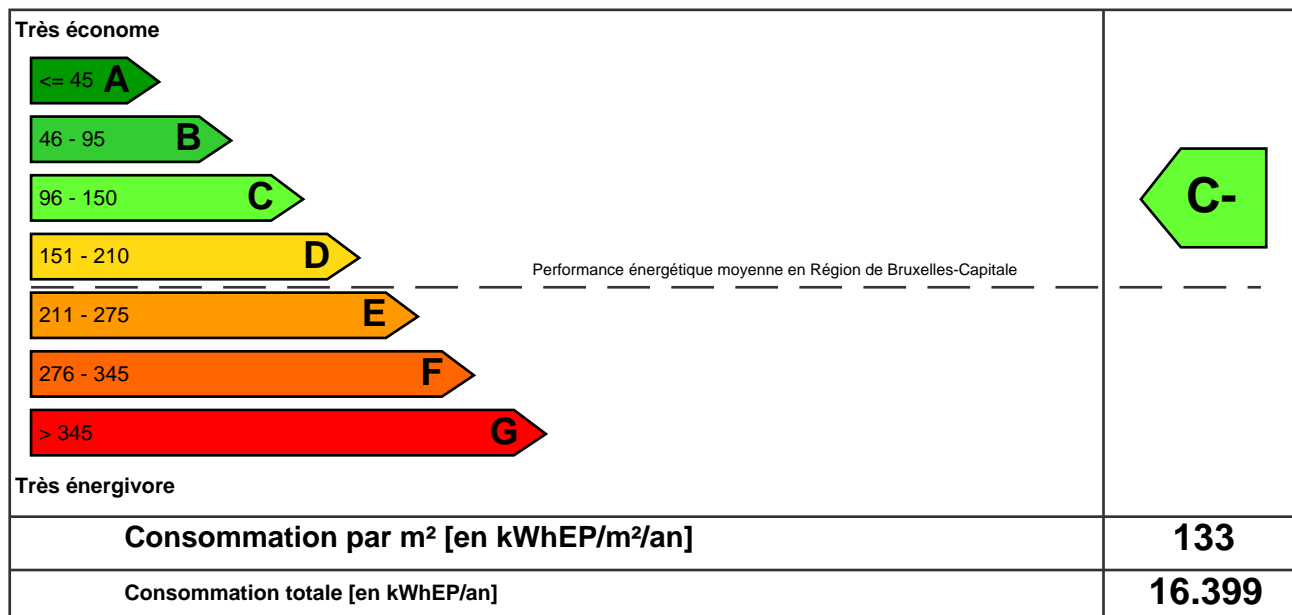 Très économe
<= 45 A
46 - 95 B
96 - 150 C
C-
151 - 210 D
Performance énergétique moyenne en Région de Bruxelles-Capitale
211 - 275 E
276 - 345 F
> 345 G
Très énergivore
Consommation par m² [en kWhEP/m²/an] 133
Consommation totale [en kWhEP/an] 16.399